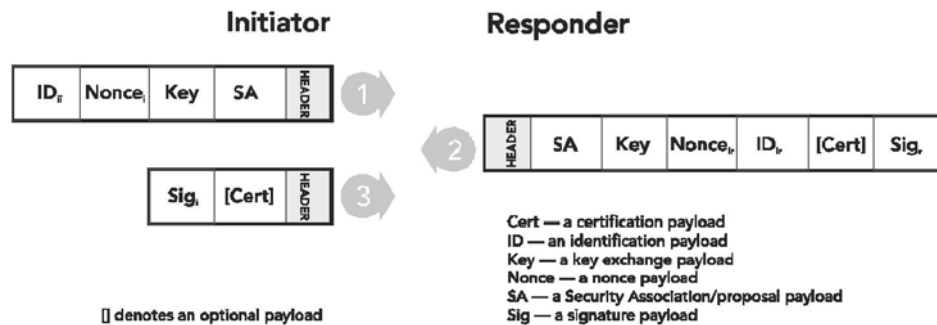 Initiator
Responder
ID_ii Nonce_i Key SA HEADER
1
2
HEADER SA Key Nonce_ir ID_ir [Cert] Sig_r
Sig_i [Cert] HEADER
3
Cert — a certification payload
ID — an identification payload
Key — a key exchange payload
Nonce — a nonce payload
SA — a Security Association/proposal payload
Sig — a signature payload
[] denotes an optional payload